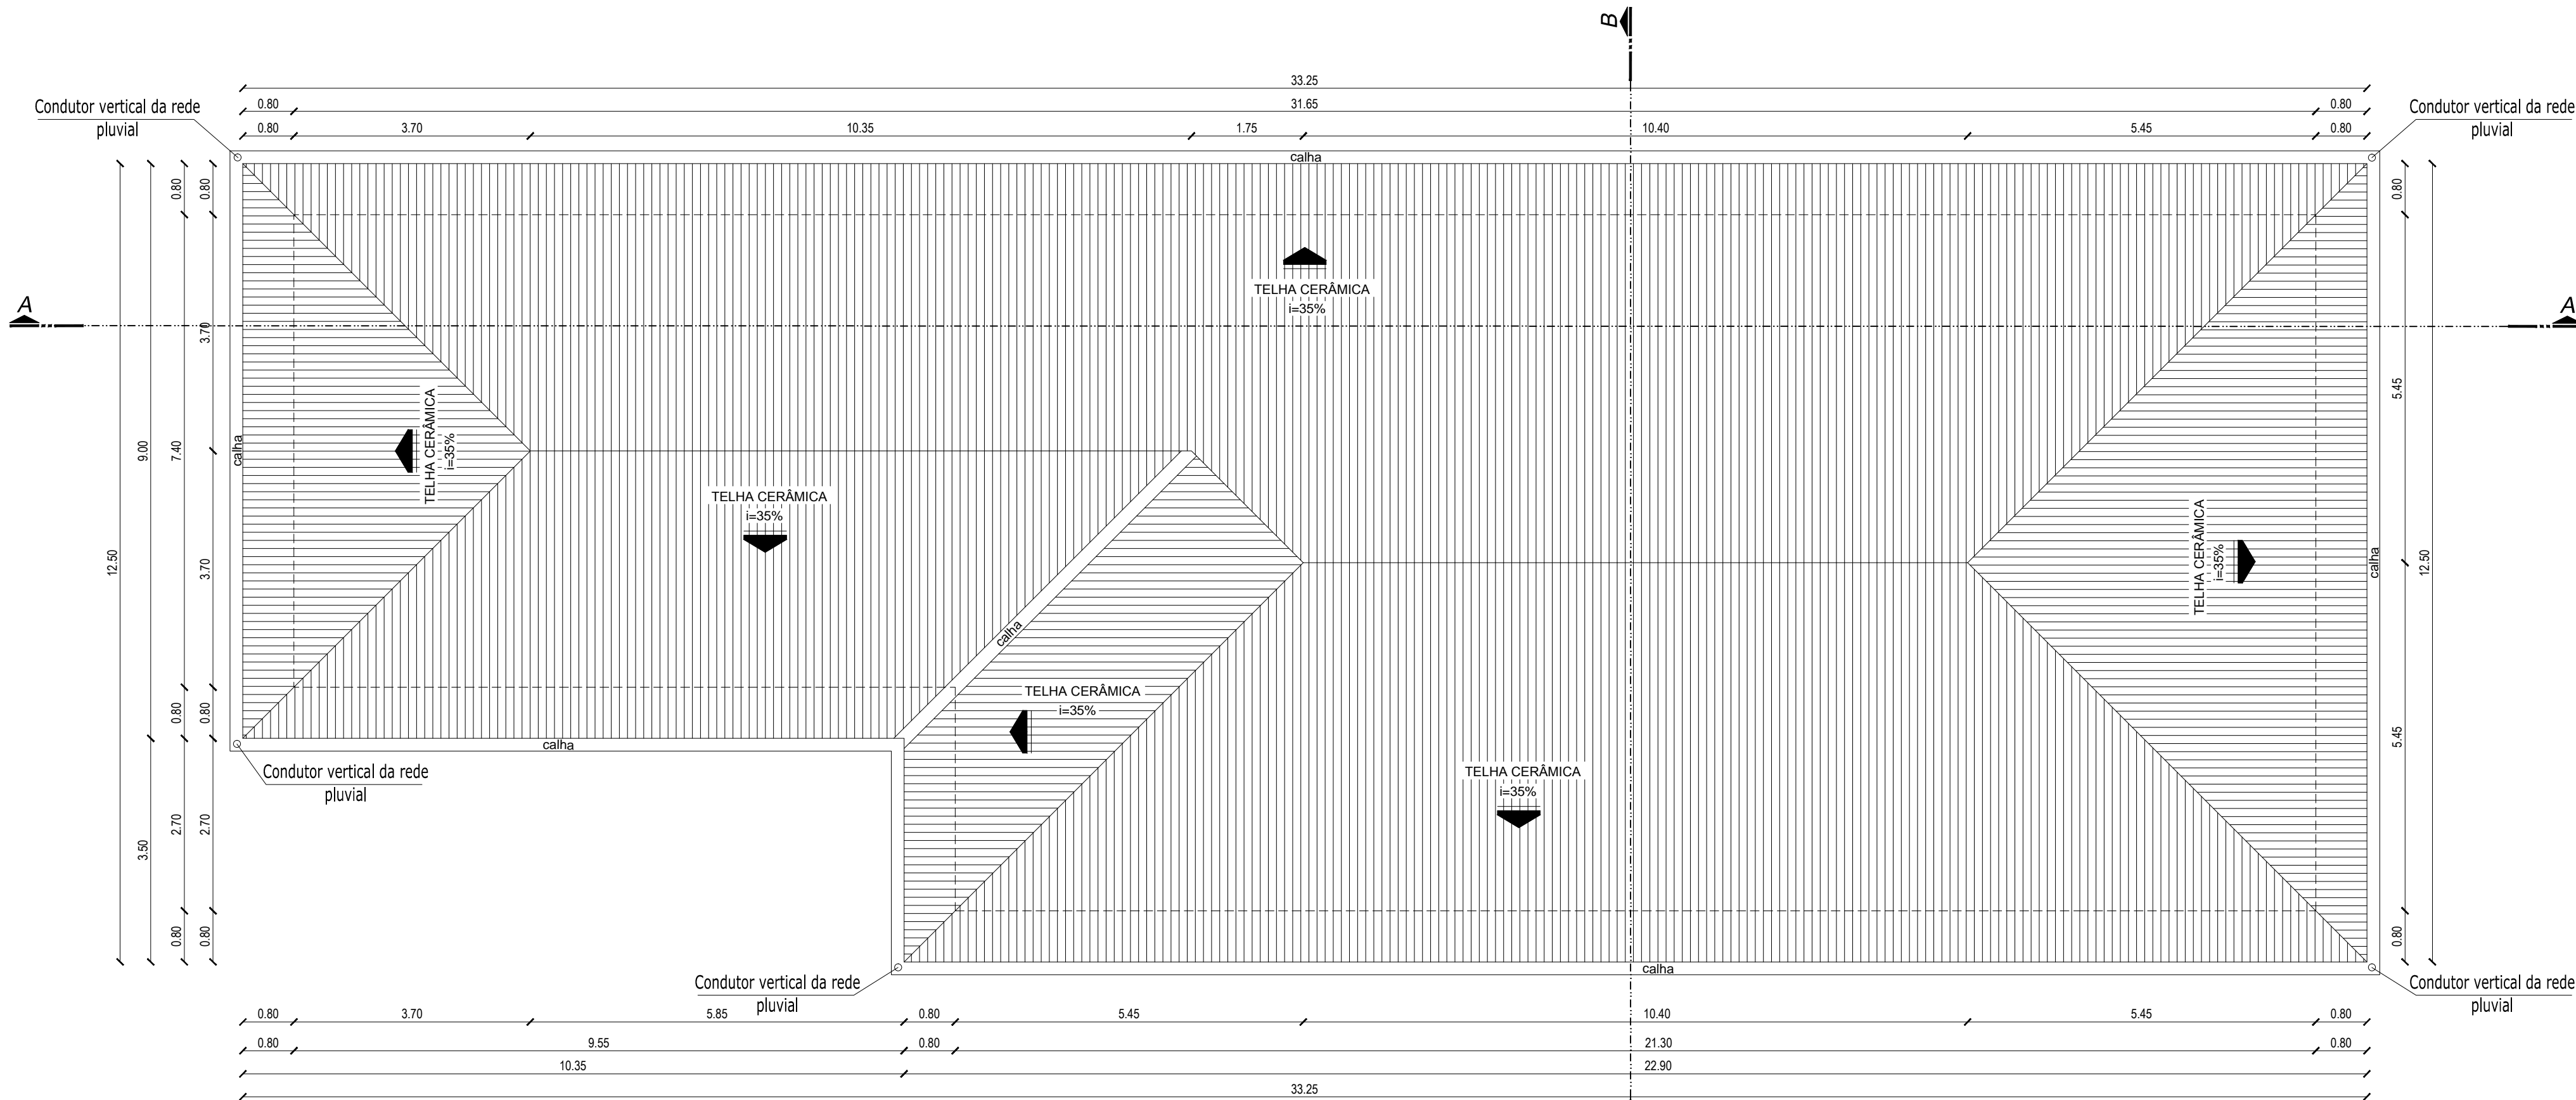 B
33.25
Condutor vertical da rede
pluvial
0.80
31.65
0.80
Condutor vertical da rede
pluvial
0.80
3.70
10.35
1.75
10.40
5.45
0.80
calha
0.80
0.80
0.80
A
A
TELHA CERÂMICA
i=35%
3.70
5.45
9.00
7.40
calha
TELHA CERÂMICA
i=35%
TELHA CERÂMICA
i=35%
12.50
3.70
TELHA CERÂMICA
i=35%
calha
12.50
calha
0.80
0.80
TELHA CERÂMICA
i=35%
5.45
calha
Condutor vertical da rede
pluvial
TELHA CERÂMICA
i=35%
3.50
2.70
2.70
0.80
0.80
0.80
calha
Condutor vertical da rede
pluvial
Condutor vertical da rede
pluvial
0.80
3.70
5.85
0.80
5.45
10.40
5.45
0.80
0.80
9.55
0.80
21.30
0.80
10.35
22.90
33.25